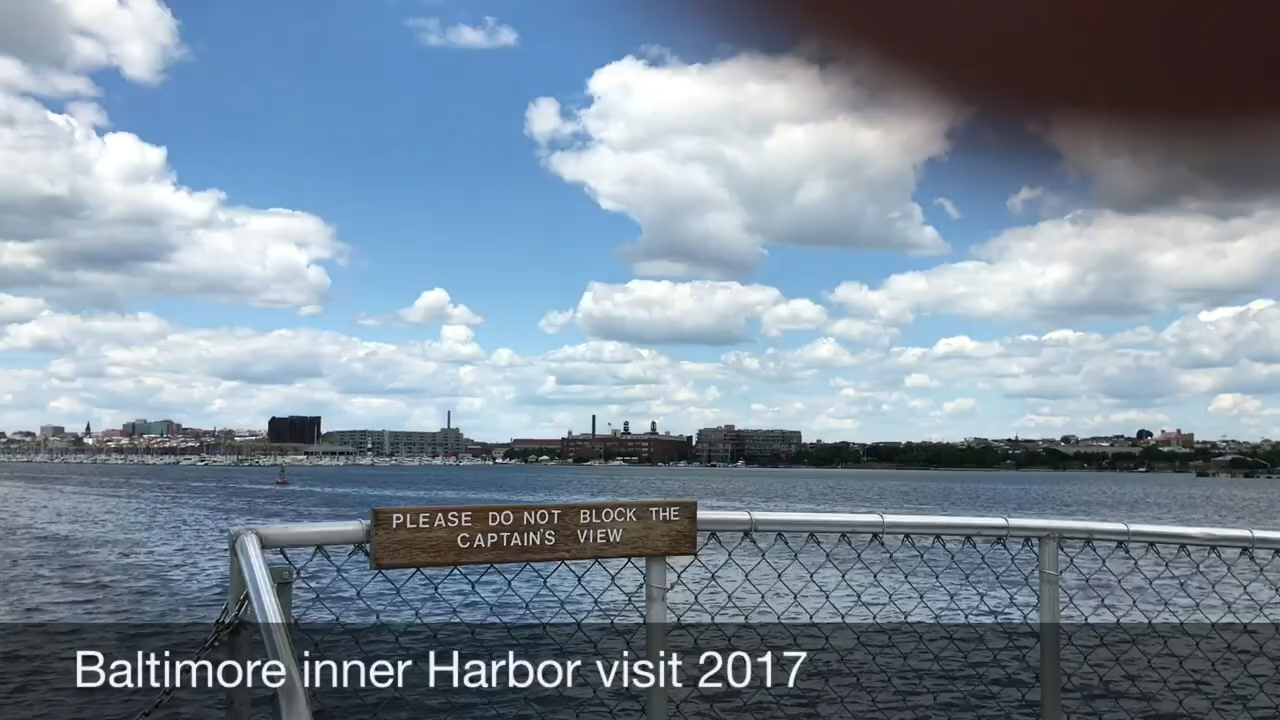 PLEASE DO NOT BLOCK THE
CAPTAIN'S VIEW
Baltimore inner Harbor visit 2017